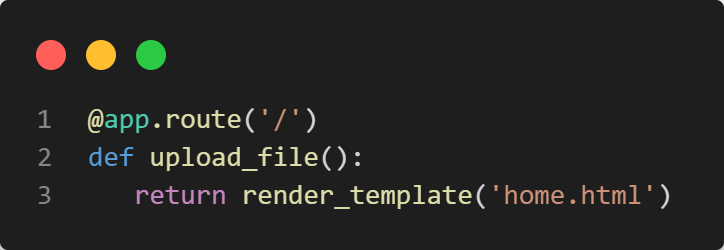 1 @app.route('/')
2 def upload_file():
3    return render_template('home.html')